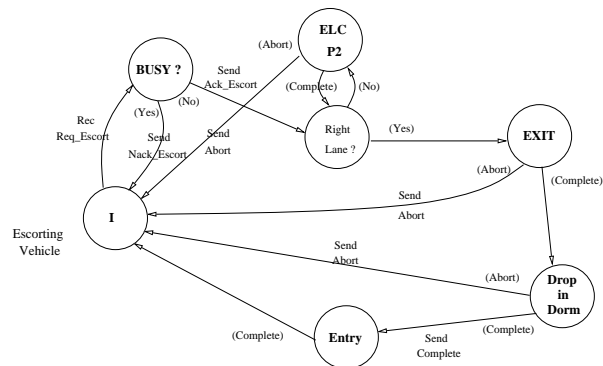 ELC
P2
(Abort)
BUSY ?
Send
Ack_Escort
(Complete)
(No)
(Yes)
(No)
Rec
Req_Escort
Send
Nack_Escort
Send
Abort
Right
Lane ?
(Yes)
EXIT
(Abort)
(Complete)
Send
Abort
I
Escorting
Vehicle
Send
Abort
(Abort)
Drop
in
Dorm
(Complete)
Entry
(Complete)
Send
Complete